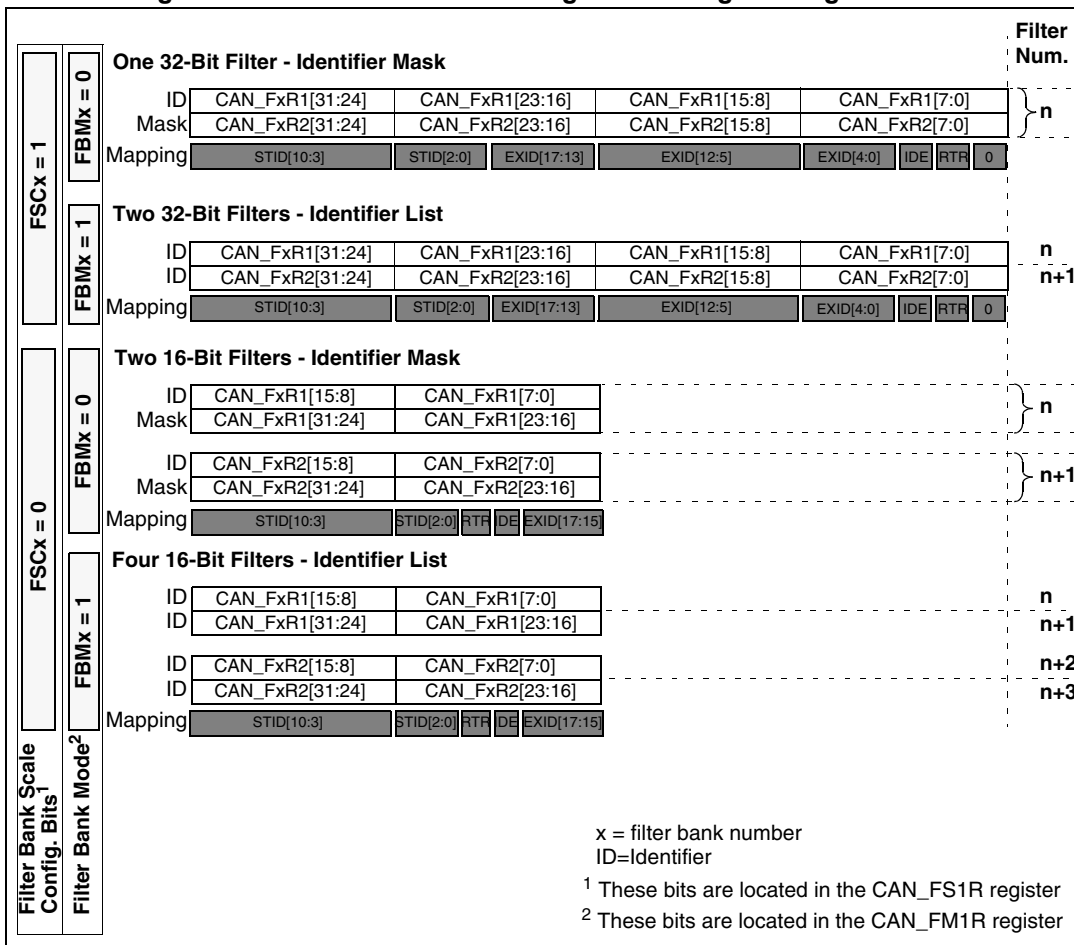 Filter
Num.
One 32-Bit Filter - Identifier Mask
FSCx = 1
FBMx = 0
ID CAN_FxR1[31:24] CAN_FxR1[23:16] CAN_FxR1[15:8] CAN_FxR1[7:0] n
Mask CAN_FxR2[31:24] CAN_FxR2[23:16] CAN_FxR2[15:8] CAN_FxR2[7:0]
Mapping STID[10:3] STID[2:0] EXID[17:13] EXID[12:5] EXID[4:0] IDE RTR 0
Two 32-Bit Filters - Identifier List
FBMx = 1
ID CAN_FxR1[31:24] CAN_FxR1[23:16] CAN_FxR1[15:8] CAN_FxR1[7:0] n
ID CAN_FxR2[31:24] CAN_FxR2[23:16] CAN_FxR2[15:8] CAN_FxR2[7:0] n+1
Mapping STID[10:3] STID[2:0] EXID[17:13] EXID[12:5] EXID[4:0] IDE RTR 0
Two 16-Bit Filters - Identifier Mask
FSCx = 0
FBMx = 0
ID CAN_FxR1[15:8] CAN_FxR1[7:0] n
Mask CAN_FxR1[31:24] CAN_FxR1[23:16]
ID CAN_FxR2[15:8] CAN_FxR2[7:0] n+1
Mask CAN_FxR2[31:24] CAN_FxR2[23:16]
Mapping STID[10:3] STID[2:0] RTR IDE EXID[17:15]
Four 16-Bit Filters - Identifier List
FBMx = 1
ID CAN_FxR1[15:8] CAN_FxR1[7:0] n
ID CAN_FxR1[31:24] CAN_FxR1[23:16] n+1
ID CAN_FxR2[15:8] CAN_FxR2[7:0] n+2
ID CAN_FxR2[31:24] CAN_FxR2[23:16] n+3
Mapping STID[10:3] STID[2:0] RTR IDE EXID[17:15]
Filter Bank Scale
Config. Bits1
Filter Bank Mode2
x = filter bank number
ID=Identifier
1 These bits are located in the CAN_FS1R register
2 These bits are located in the CAN_FM1R register